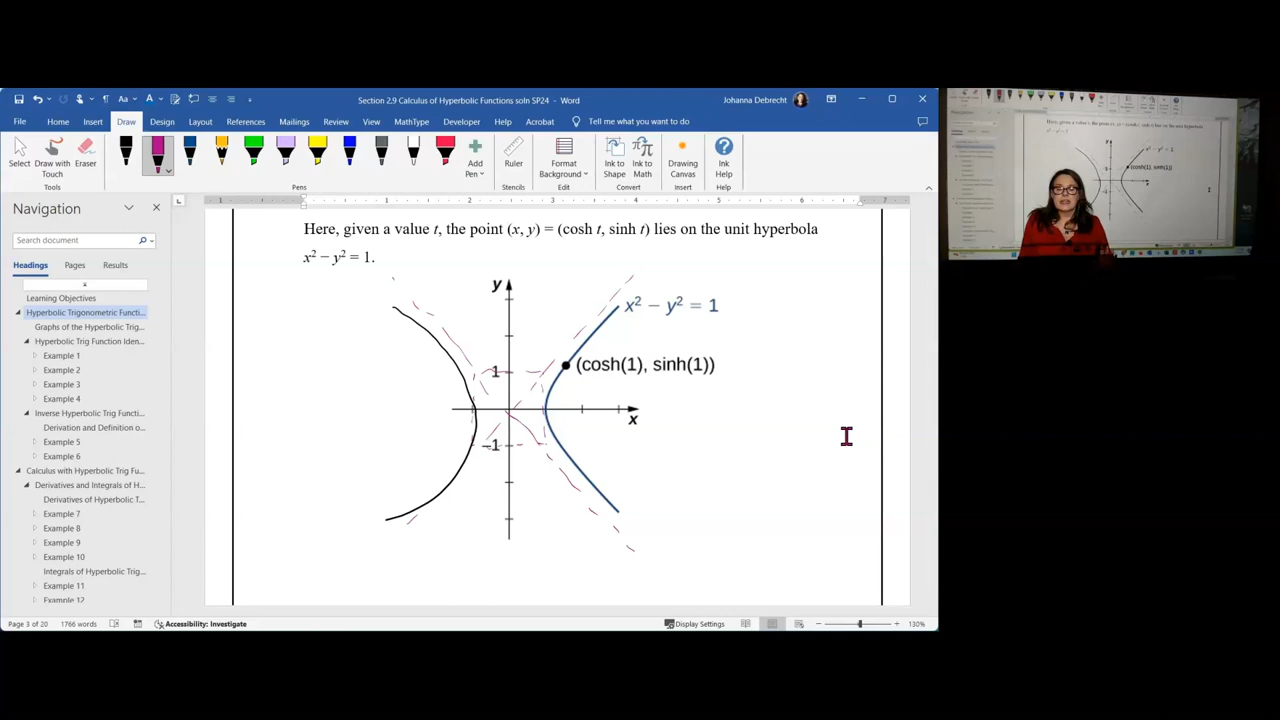 Section 2.9 Calculus of Hyperbolic Functions soln SP24 - Word
Johanna Debrecht
File Home Insert Draw Design Layout References Mailings Review View Developer MathType Help Acrobat Tell me what you want to do
Select
Draw with Touch
Eraser
Add Pen
Ruler
Format Background
Ink to Shape
Ink to Math
Drawing Canvas
Ink Help
Tools
Pens
Stencils
Edit
Convert
Insert
Help
Navigation
Search document
Headings Pages Results
Learning Objectives
Hyperbolic Trigonometric Functi...
Graphs of the Hyperbolic Trig...
Hyperbolic Trig Function Iden...
Example 1
Example 2
Example 3
Example 4
Inverse Hyperbolic Trig Functi...
Derivation and Definition o...
Example 5
Example 6
Calculus with Hyperbolic Trig Fu...
Derivatives and Integrals of H...
Derivatives of Hyperbolic T...
Example 7
Example 8
Example 9
Example 10
Integrals of Hyperbolic Trig...
Example 11
Example 12
1 1 2 3 4 5 6 7
Here, given a value t, the point (x, y) = (cosh t, sinh t) lies on the unit hyperbola
x² − y² = 1.
y
x² − y² = 1
1
(cosh(1), sinh(1))
x
−1
Page 3 of 20 1766 words Accessibility: Investigate Display Settings 130%